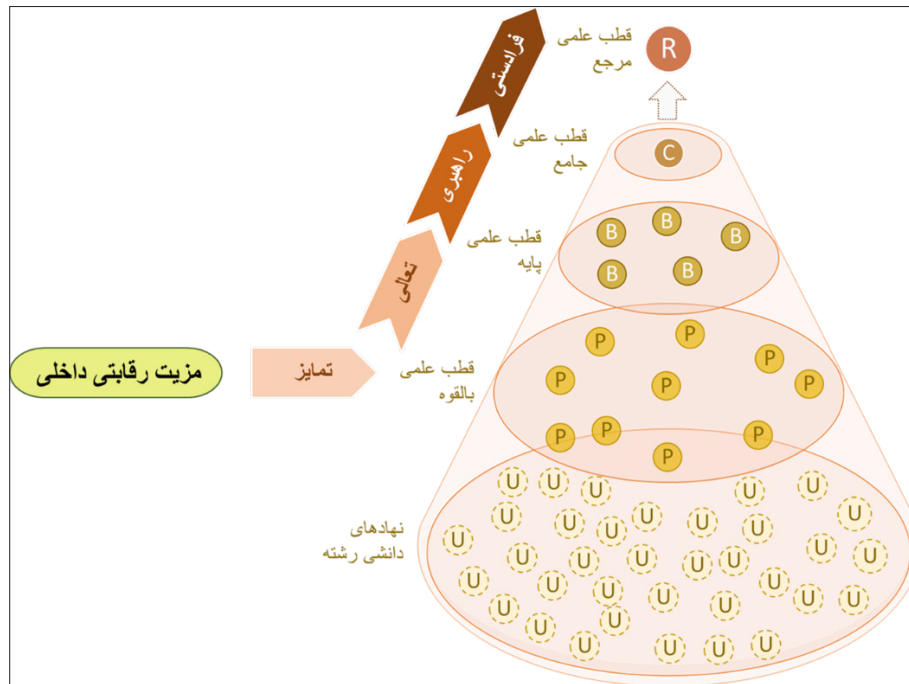 فرادستی
قطب علمی
مرجع
R
راهبری
قطب علمی
جامع
C
تعالی
قطب علمی
پایه
B B B
B B
مزیت رقابتی داخلی
تمایز
قطب علمی
بالقوه
P P P
P P P
P P P P
نهادهای
دانشی رشته
U U U U U
U U U U U U U
U U U U U U U U
U U U U U U U U
U U U U U U U